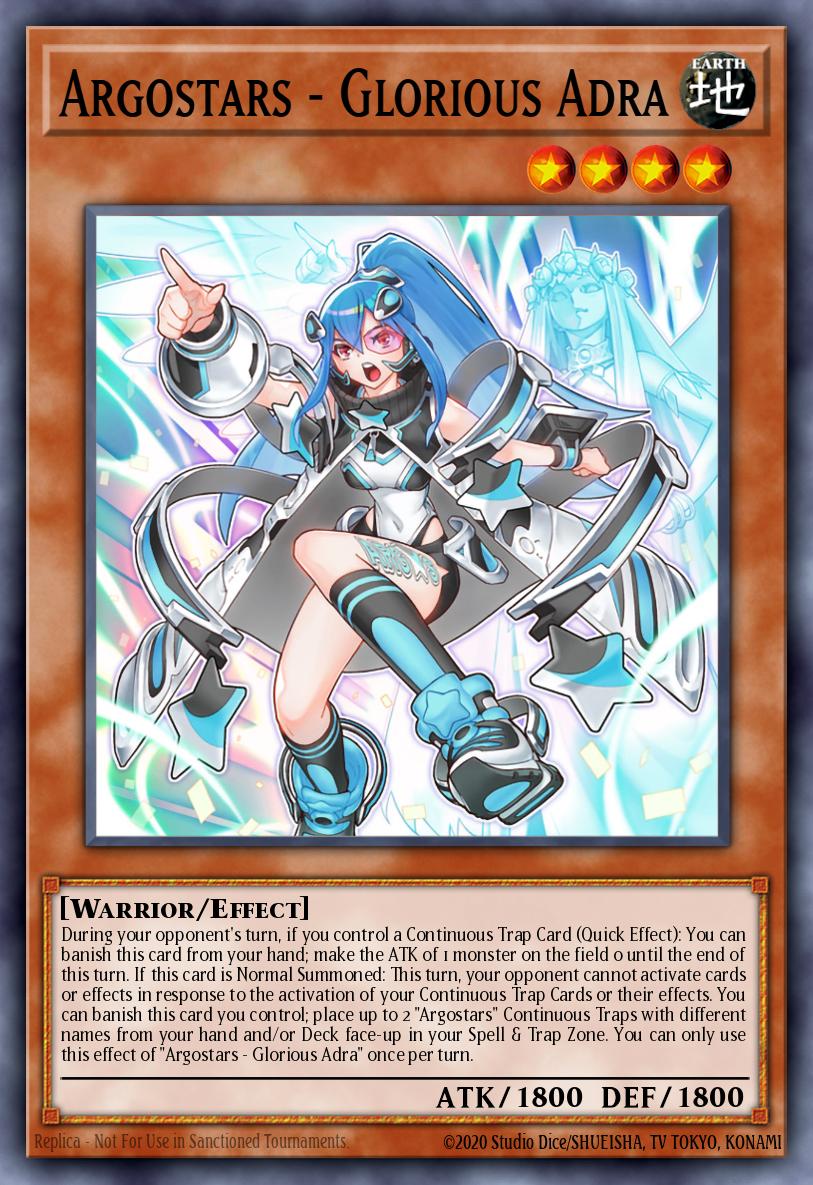 Argostars - Glorious Adra
EARTH
地
[Warrior/Effect]
During your opponent's turn, if you control a Continuous Trap Card (Quick Effect): You can
banish this card from your hand; make the ATK of 1 monster on the field 0 until the end of
this turn. If this card is Normal Summoned: This turn, your opponent cannot activate cards
or effects in response to the activation of your Continuous Trap Cards or their effects. You
can banish this card you control; place up to 2 "Argostars" Continuous Traps with different
names from your hand and/or Deck face-up in your Spell & Trap Zone. You can only use
this effect of "Argostars - Glorious Adra" once per turn.
ATK/1800 DEF/1800
Replica - Not For Use in Sanctioned Tournaments.
©2020 Studio Dice/SHUEISHA, TV TOKYO, KONAMI